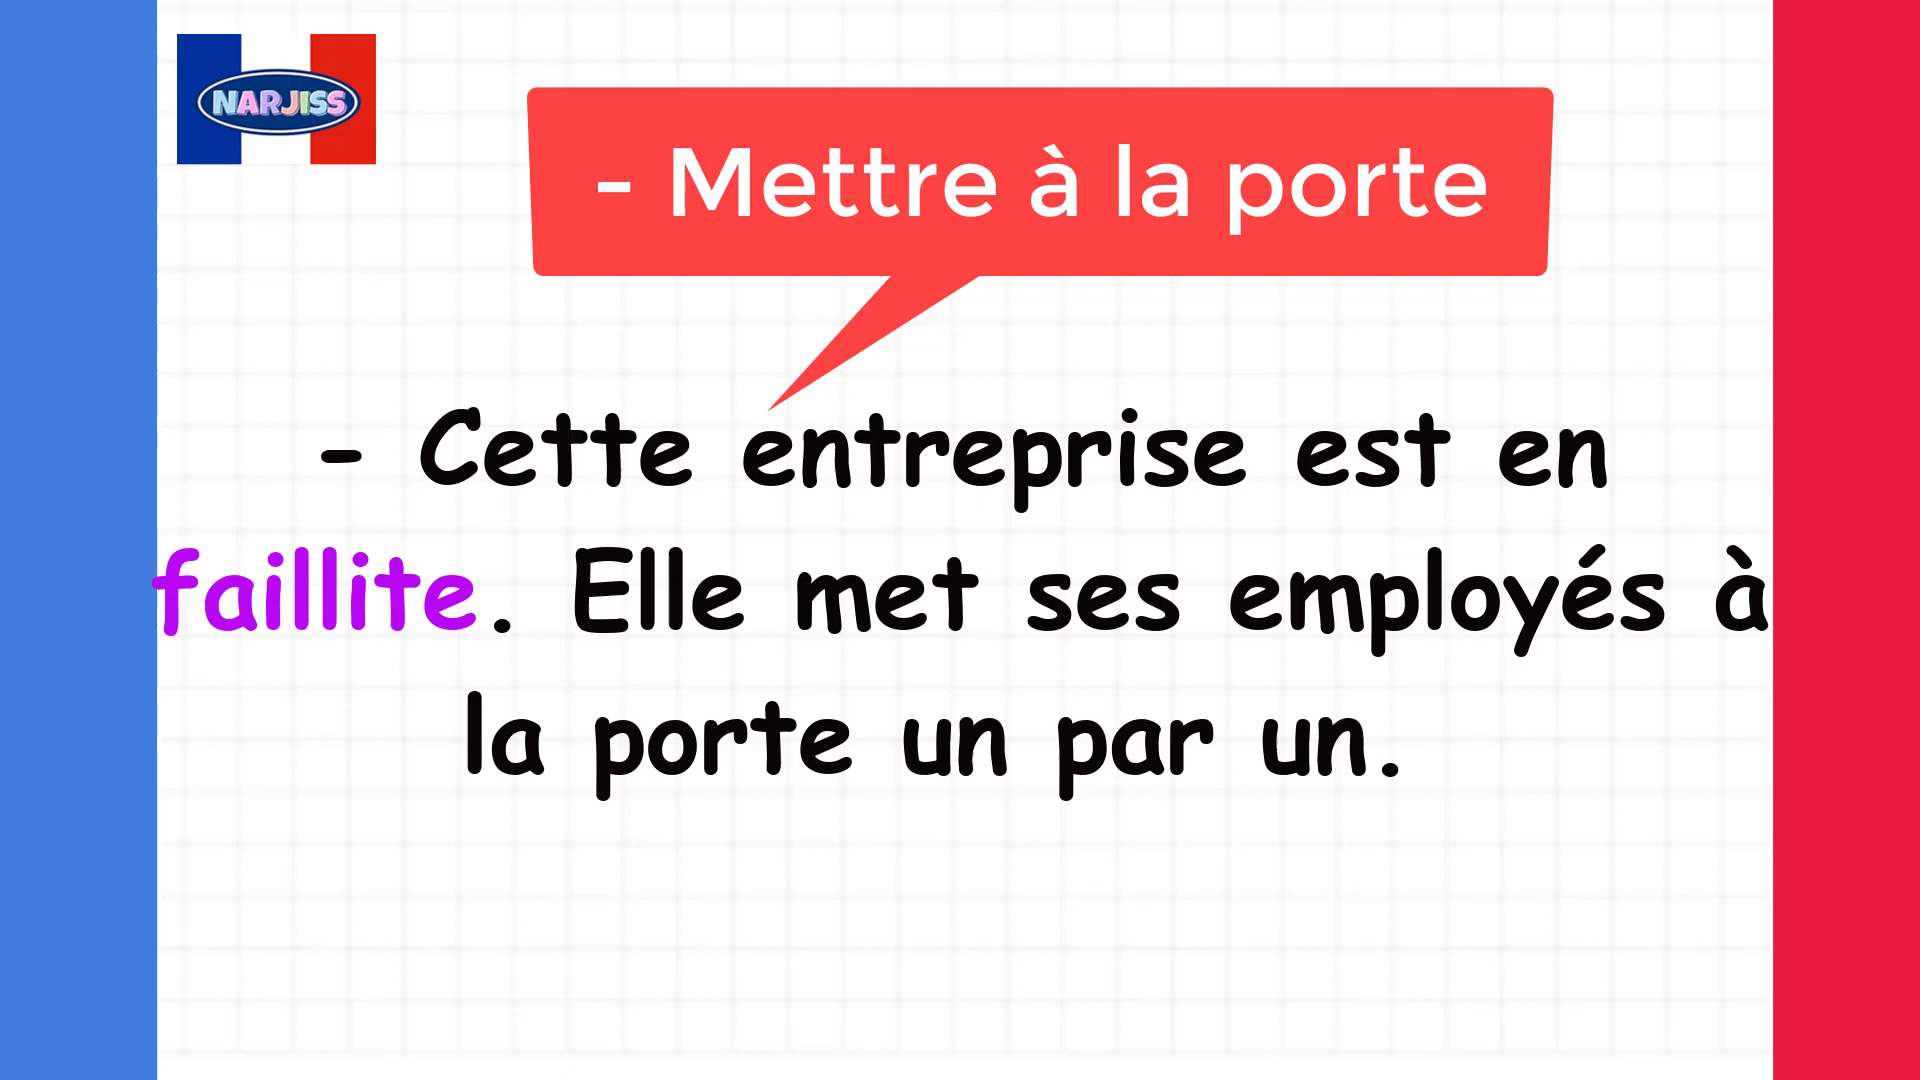 NARJISS
- Mettre à la porte
- Cette entreprise est en
faillite. Elle met ses employés à
la porte un par un.